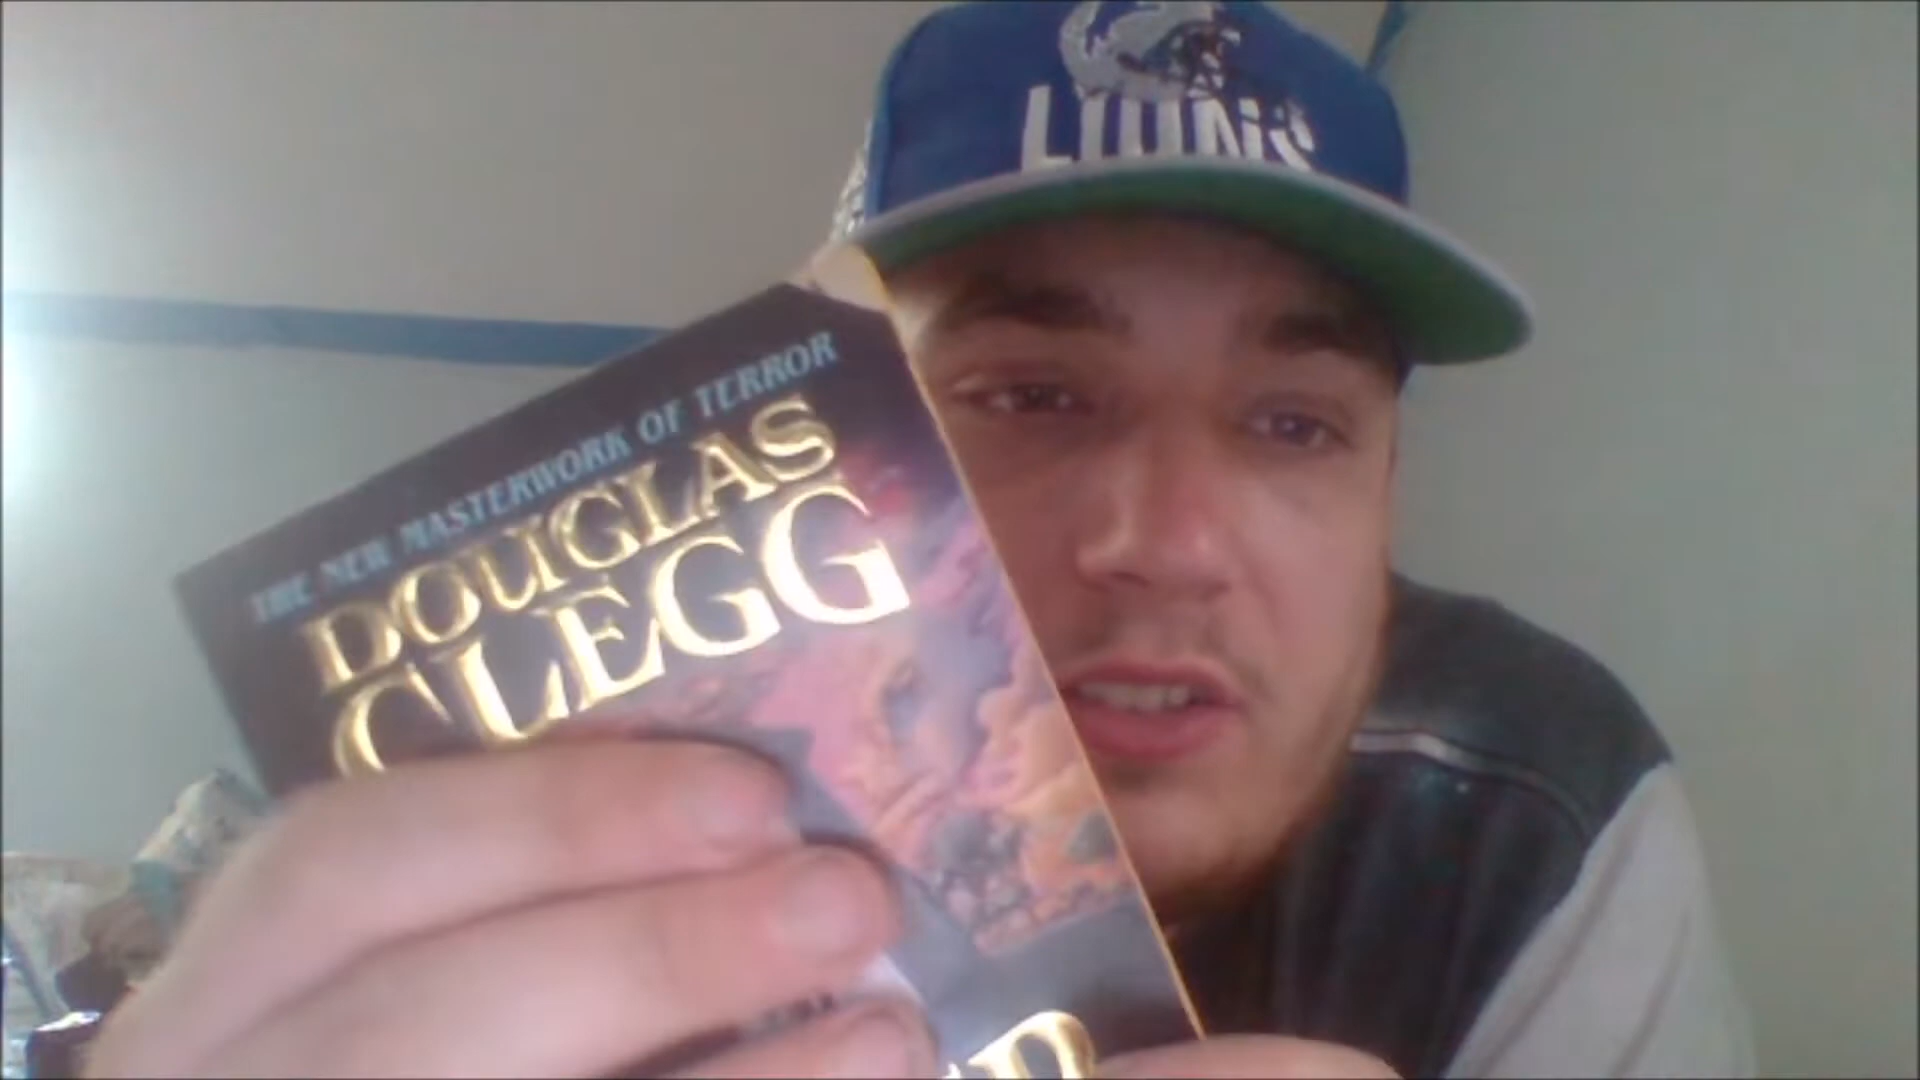 LIONS
THE NEW MASTERWORK OF TERROR
DOUGLAS
CLEGG